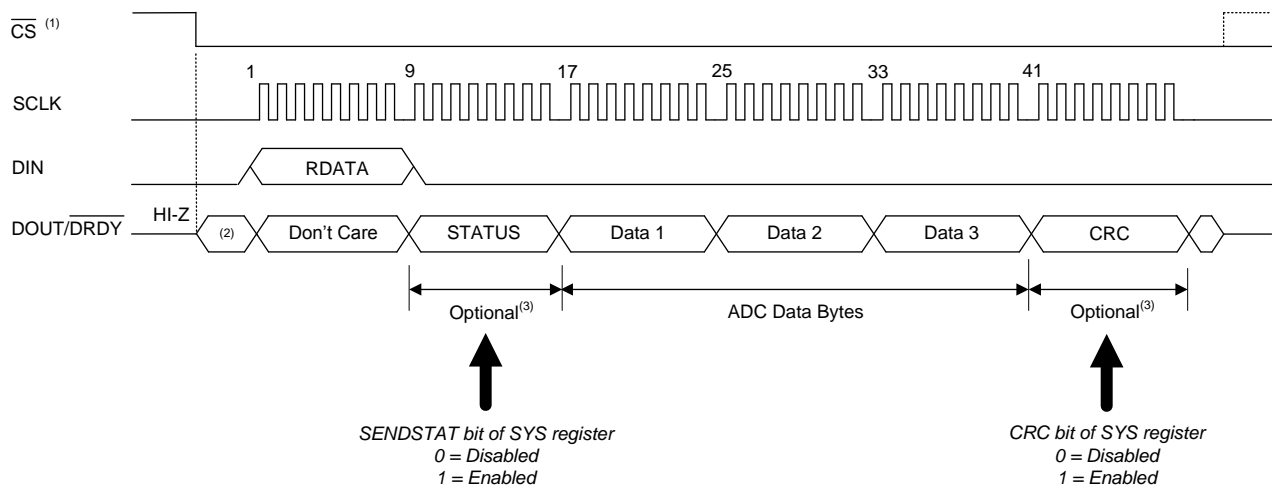 CS (1)
1 9 17 25 33 41
SCLK
DIN RDATA
DOUT/DRDY HI-Z (2) Don't Care STATUS Data 1 Data 2 Data 3 CRC
Optional(3) ADC Data Bytes Optional(3)
SENDSTAT bit of SYS register
0 = Disabled
1 = Enabled
CRC bit of SYS register
0 = Disabled
1 = Enabled